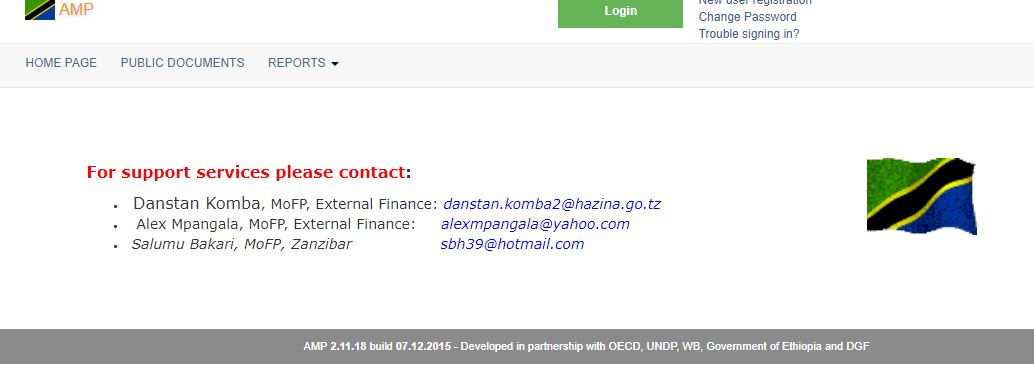 New user registration
AMP
Login
Change Password
Trouble signing in?
HOME PAGE PUBLIC DOCUMENTS REPORTS
For support services please contact:
Danstan Komba, MoFP, External Finance: danstan.komba2@hazina.go.tz
Alex Mpangala, MoFP, External Finance: alexmpangala@yahoo.com
Salumu Bakari, MoFP, Zanzibar sbh39@hotmail.com
AMP 2.11.18 build 07.12.2015 - Developed in partnership with OECD, UNDP, WB, Government of Ethiopia and DGF